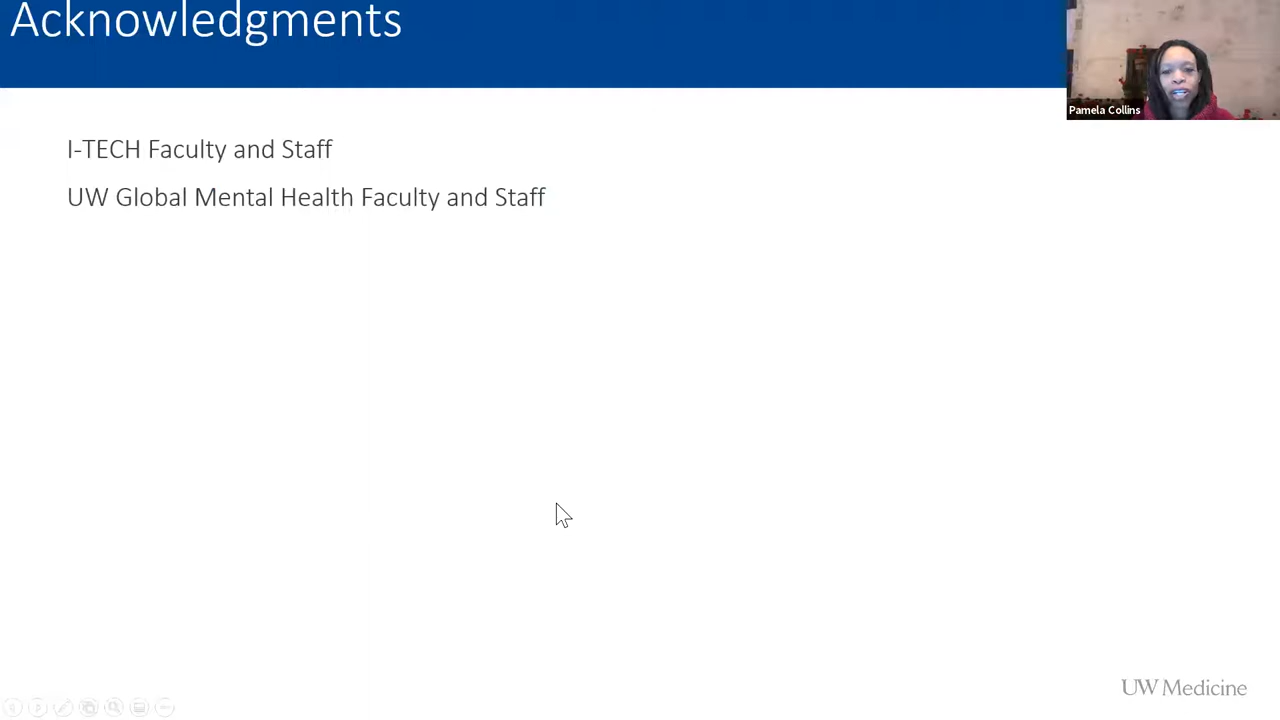 Acknowledgments
Pamela Collins
I-TECH Faculty and Staff
UW Global Mental Health Faculty and Staff
UW Medicine